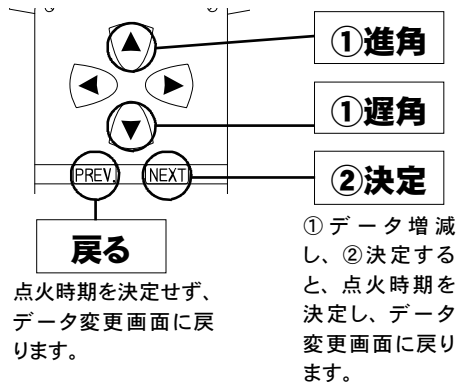 ①進角
①遅角
PREV.
NEXT
②決定
戻る
点火時期を決定せず、
データ変更画面に戻
ります。
①データ増減
し、②決定する
と、点火時期を
決定し、データ
変更画面に戻り
ます。